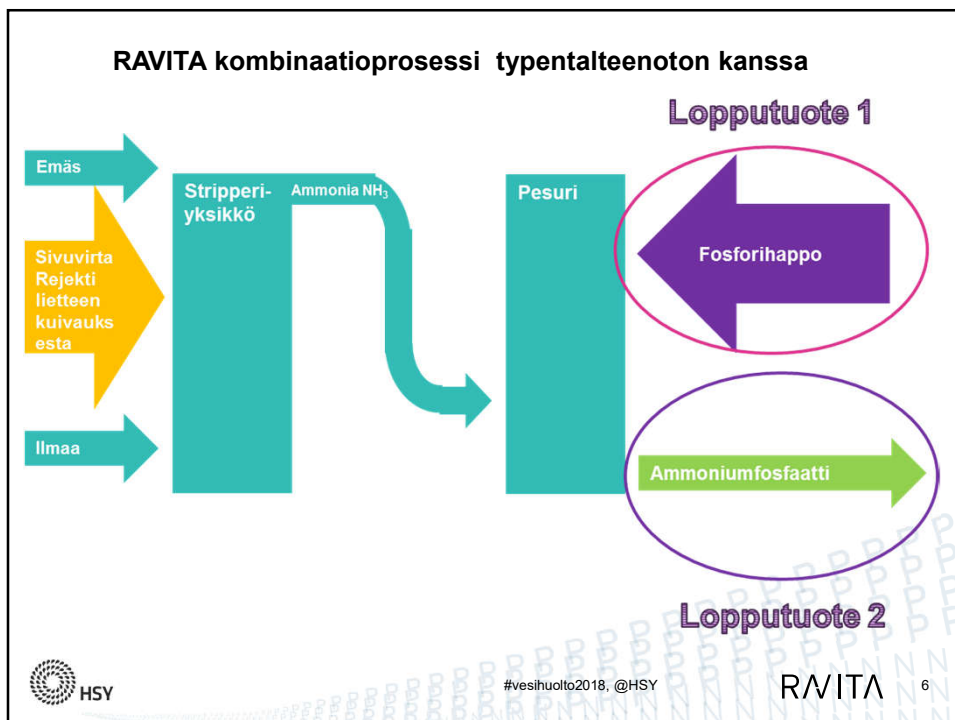 RAVITA kombinaatioprosessi typentalteenoton kanssa
Lopputuote 1
Emäs
Stripperi-
yksikkö
Ammonia NH₃
Pesuri
Sivuvirta
Rejekti
lietteen
kuivauks
esta
Fosforihappo
Ilmaa
Ammoniumfosfaatti
Lopputuote 2
HSY
#vesihuolto2018, @HSY
RAVITA
6